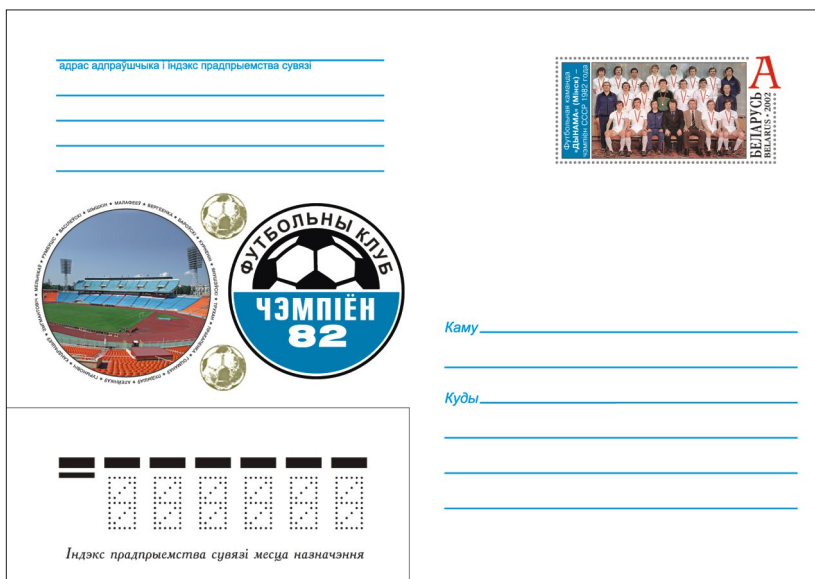 адрас адпраўшчыка і індэкс прадпрыемства сувязі
Футбольная каманда
«ДЫНАМА» (Мінск) –
чэмпіён СССР 1982 года
А
БЕЛАРУСЬ
BELARUS • 2002
ФУТБОЛЬНЫ КЛУБ
ЧЭМПІЁН
82
Каму
Куды
Індэкс прадпрыемства сувязі месца назначэння